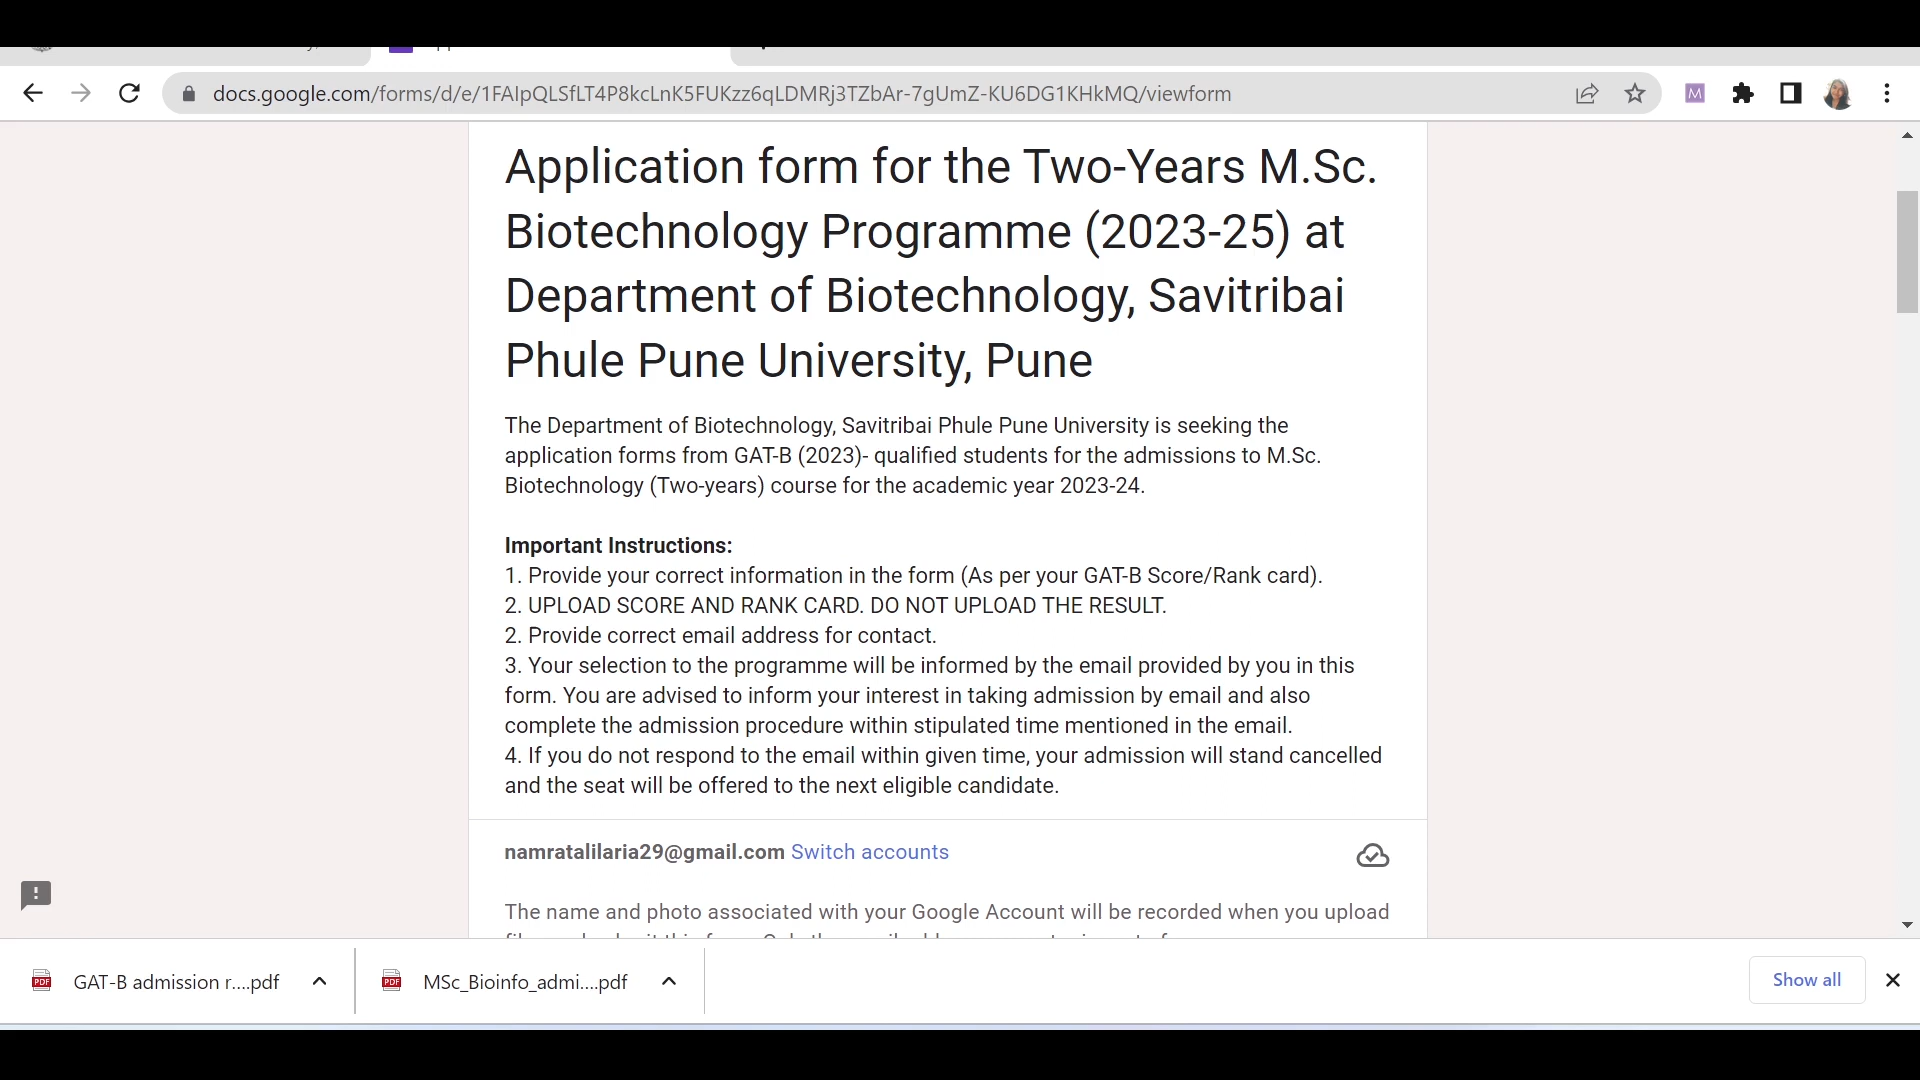 docs.google.com/forms/d/e/1FAIpQLSfLT4P8kcLnK5FUKzz6qLDMRj3TZbAr-7gUmZ-KU6DG1KHkMQ/viewform
M
Application form for the Two-Years M.Sc.
Biotechnology Programme (2023-25) at
Department of Biotechnology, Savitribai
Phule Pune University, Pune
The Department of Biotechnology, Savitribai Phule Pune University is seeking the
application forms from GAT-B (2023)- qualified students for the admissions to M.Sc.
Biotechnology (Two-years) course for the academic year 2023-24.
Important Instructions:
1. Provide your correct information in the form (As per your GAT-B Score/Rank card).
2. UPLOAD SCORE AND RANK CARD. DO NOT UPLOAD THE RESULT.
2. Provide correct email address for contact.
3. Your selection to the programme will be informed by the email provided by you in this
form. You are advised to inform your interest in taking admission by email and also
complete the admission procedure within stipulated time mentioned in the email.
4. If you do not respond to the email within given time, your admission will stand cancelled
and the seat will be offered to the next eligible candidate.
namratalilaria29@gmail.com Switch accounts
The name and photo associated with your Google Account will be recorded when you upload
PDF GAT-B admission r....pdf
PDF MSc_Bioinfo_admi....pdf
Show all